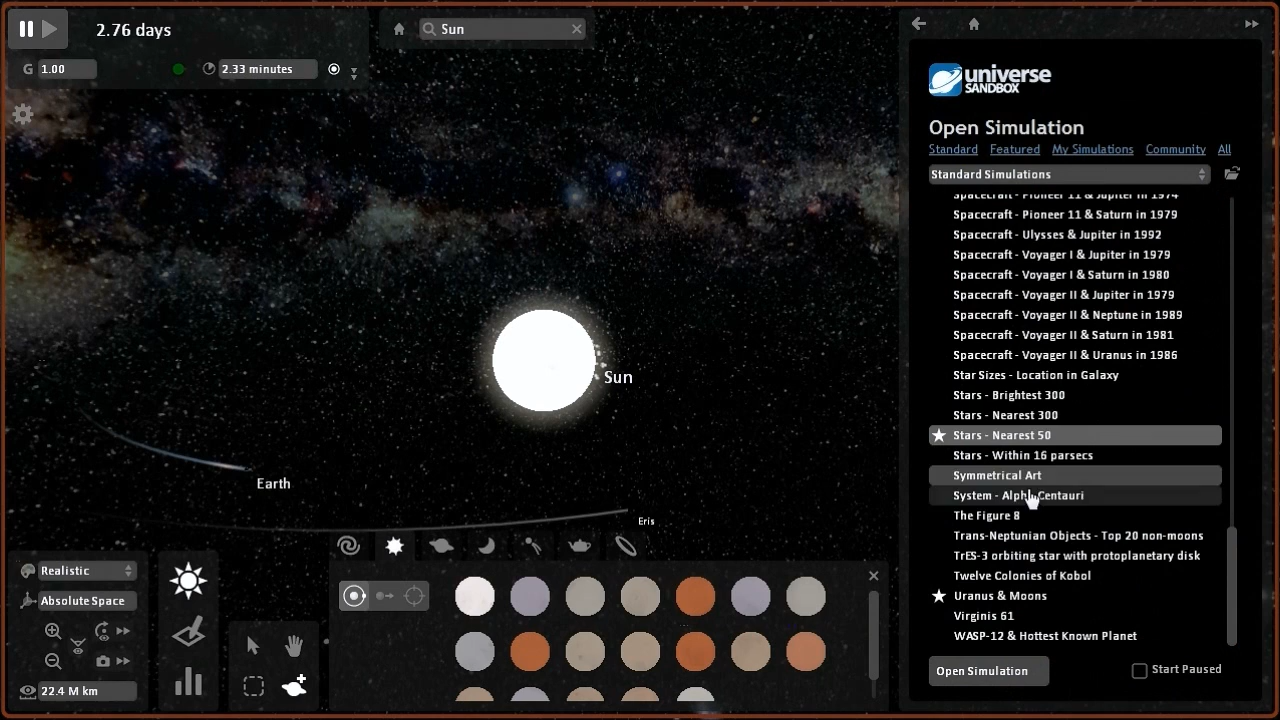 2.76 days
Sun
G 1.00
2.33 minutes
universe
SANDBOX
Open Simulation
Standard Featured My Simulations Community All
Standard Simulations
Spacecraft - Pioneer 11 & Jupiter in 1974
Spacecraft - Pioneer 11 & Saturn in 1979
Spacecraft - Ulysses & Jupiter in 1992
Spacecraft - Voyager I & Jupiter in 1979
Spacecraft - Voyager I & Saturn in 1980
Spacecraft - Voyager II & Jupiter in 1979
Spacecraft - Voyager II & Neptune in 1989
Spacecraft - Voyager II & Saturn in 1981
Spacecraft - Voyager II & Uranus in 1986
Star Sizes - Location in Galaxy
Stars - Brightest 300
Stars - Nearest 300
Stars - Nearest 50
Stars - Within 16 parsecs
Symmetrical Art
System - Alpha Centauri
The Figure 8
Trans-Neptunian Objects - Top 20 non-moons
TrES-3 orbiting star with protoplanetary disk
Twelve Colonies of Kobol
Uranus & Moons
Virginis 61
WASP-12 & Hottest Known Planet
Open Simulation
Start Paused
Sun
Earth
Eris
Realistic
Absolute Space
22.4 M km